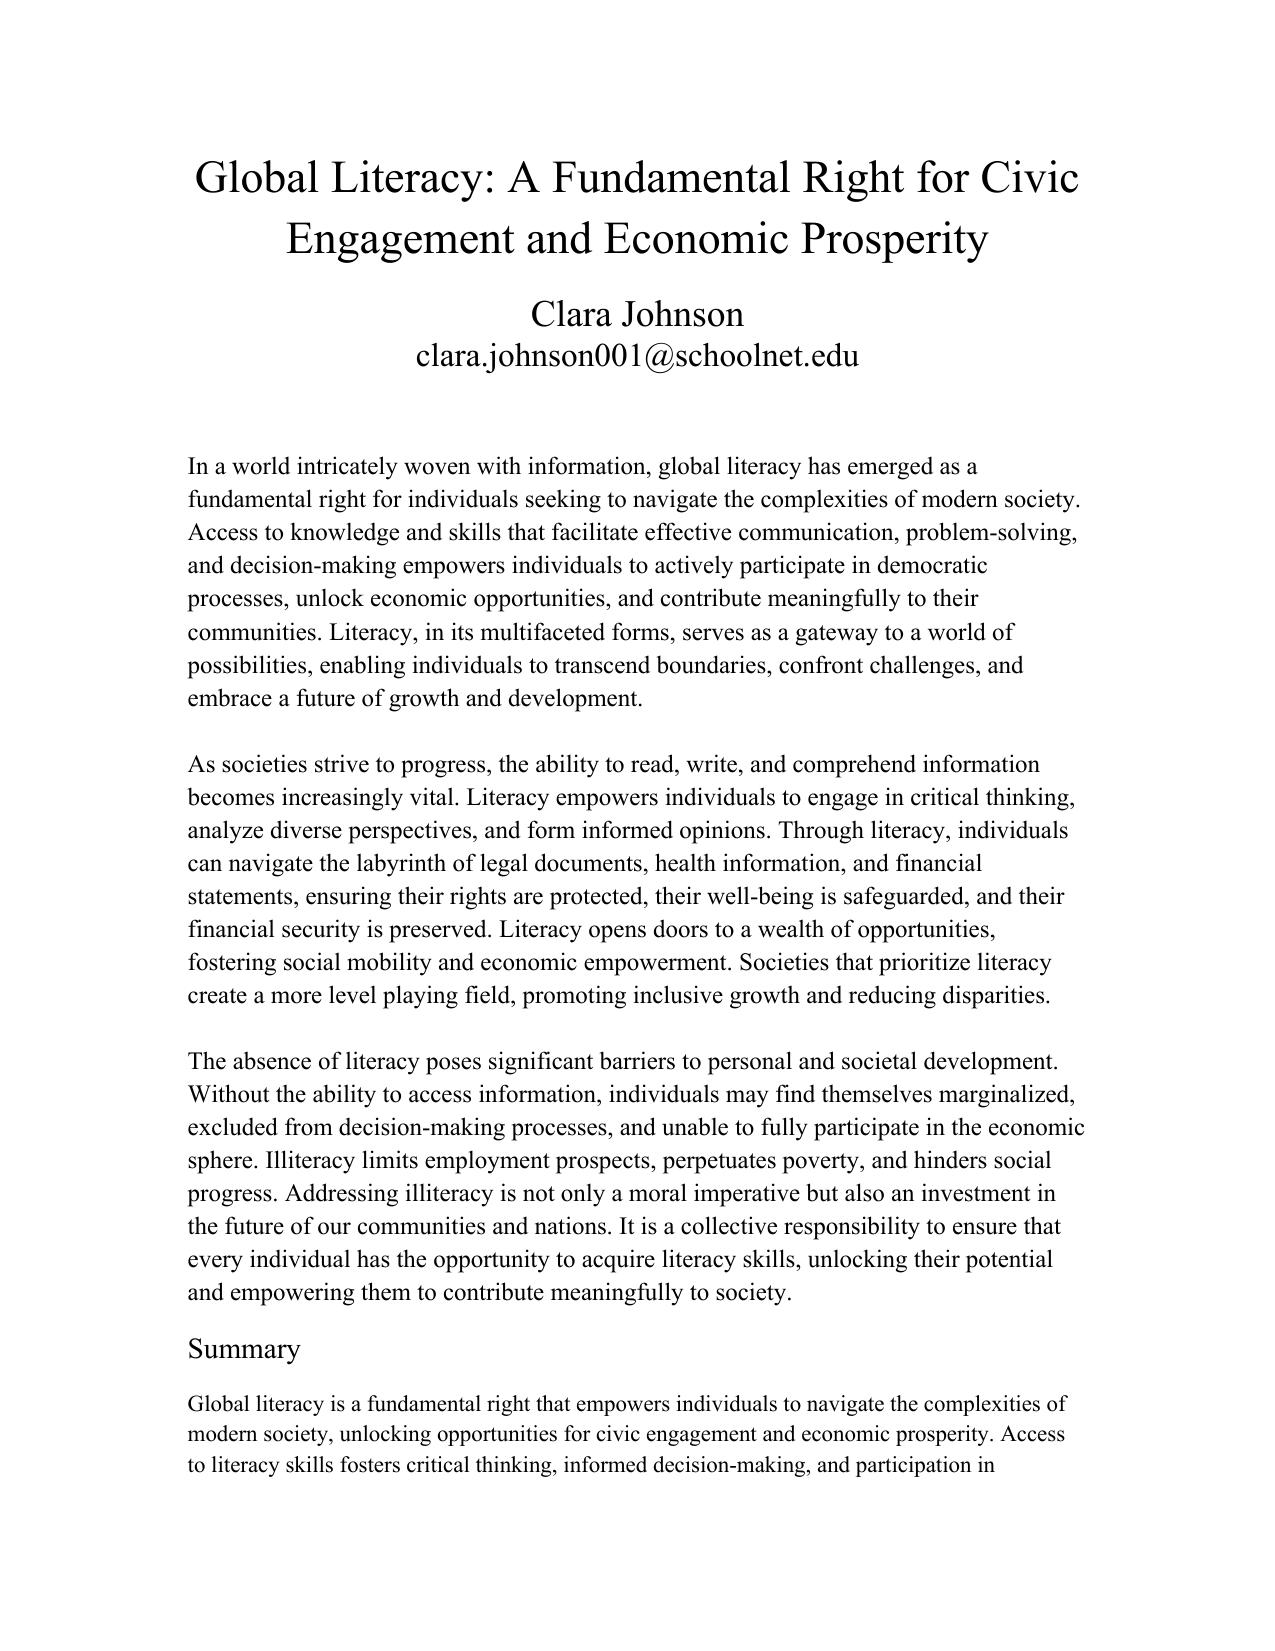 Global Literacy: A Fundamental Right for Civic
Engagement and Economic Prosperity
Clara Johnson
clara.johnson001@schoolnet.edu
In a world intricately woven with information, global literacy has emerged as a
fundamental right for individuals seeking to navigate the complexities of modern society.
Access to knowledge and skills that facilitate effective communication, problem-solving,
and decision-making empowers individuals to actively participate in democratic
processes, unlock economic opportunities, and contribute meaningfully to their
communities. Literacy, in its multifaceted forms, serves as a gateway to a world of
possibilities, enabling individuals to transcend boundaries, confront challenges, and
embrace a future of growth and development.
As societies strive to progress, the ability to read, write, and comprehend information
becomes increasingly vital. Literacy empowers individuals to engage in critical thinking,
analyze diverse perspectives, and form informed opinions. Through literacy, individuals
can navigate the labyrinth of legal documents, health information, and financial
statements, ensuring their rights are protected, their well-being is safeguarded, and their
financial security is preserved. Literacy opens doors to a wealth of opportunities,
fostering social mobility and economic empowerment. Societies that prioritize literacy
create a more level playing field, promoting inclusive growth and reducing disparities.
The absence of literacy poses significant barriers to personal and societal development.
Without the ability to access information, individuals may find themselves marginalized,
excluded from decision-making processes, and unable to fully participate in the economic
sphere. Illiteracy limits employment prospects, perpetuates poverty, and hinders social
progress. Addressing illiteracy is not only a moral imperative but also an investment in
the future of our communities and nations. It is a collective responsibility to ensure that
every individual has the opportunity to acquire literacy skills, unlocking their potential
and empowering them to contribute meaningfully to society.
Summary
Global literacy is a fundamental right that empowers individuals to navigate the complexities of
modern society, unlocking opportunities for civic engagement and economic prosperity. Access
to literacy skills fosters critical thinking, informed decision-making, and participation in